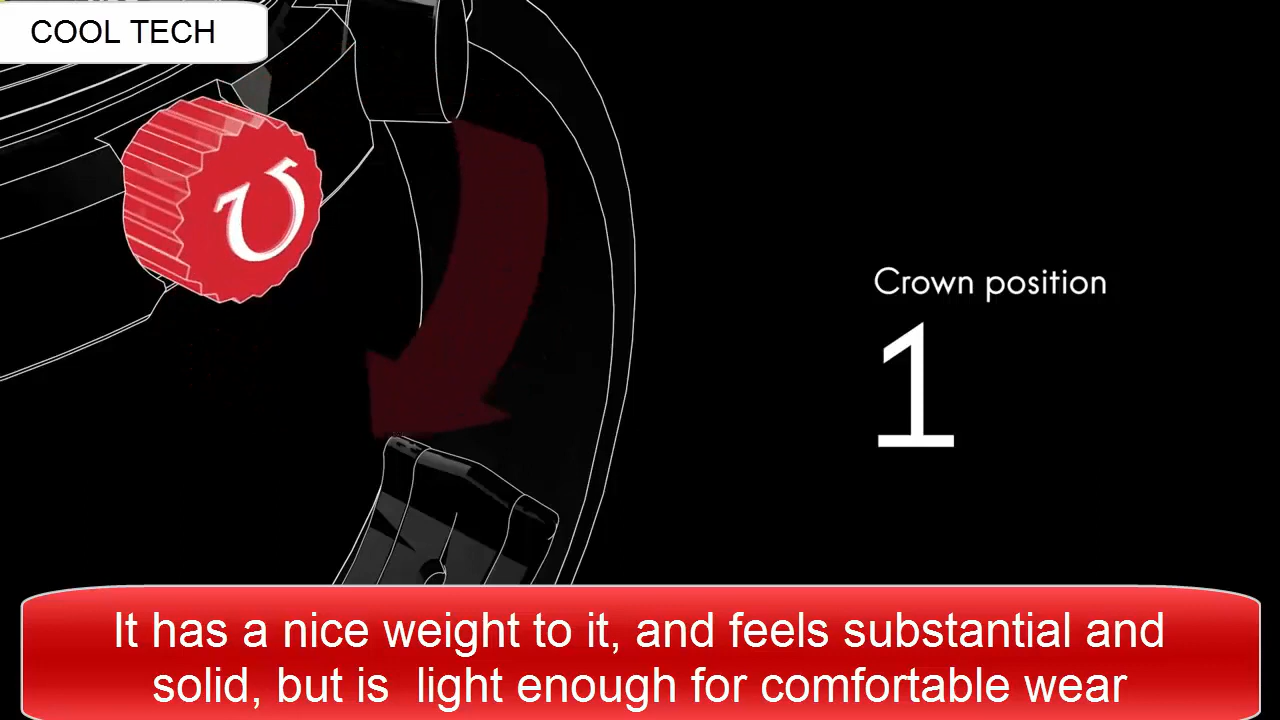 COOL TECH
Crown position
1
It has a nice weight to it, and feels substantial and
solid, but is  light enough for comfortable wear